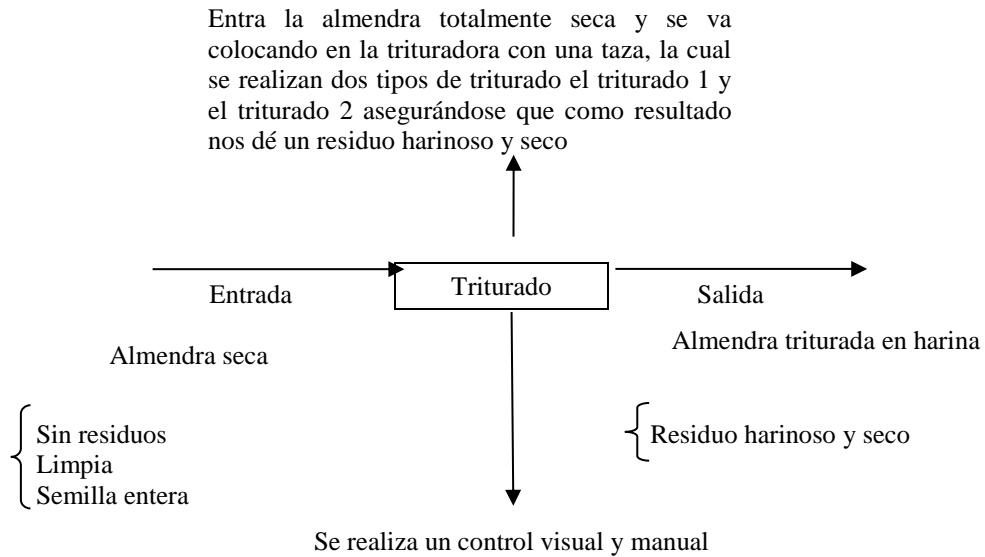 Entra la almendra totalmente seca y se va
colocando en la trituradora con una taza, la cual
se realizan dos tipos de triturado el triturado 1 y
el triturado 2 asegurándose que como resultado
nos dé un residuo harinoso y seco
Triturado
Entrada
Salida
Almendra seca
Almendra triturada en harina
Sin residuos
Limpia
Semilla entera
Residuo harinoso y seco
Se realiza un control visual y manual